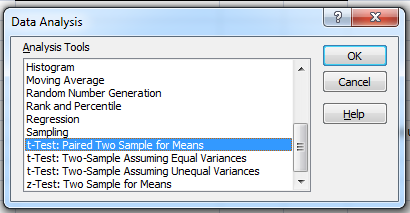 Data Analysis
?
Analysis Tools
Histogram
Moving Average
Random Number Generation
Rank and Percentile
Regression
Sampling
t-Test: Paired Two Sample for Means
t-Test: Two-Sample Assuming Equal Variances
t-Test: Two-Sample Assuming Unequal Variances
z-Test: Two Sample for Means
OK
Cancel
Help